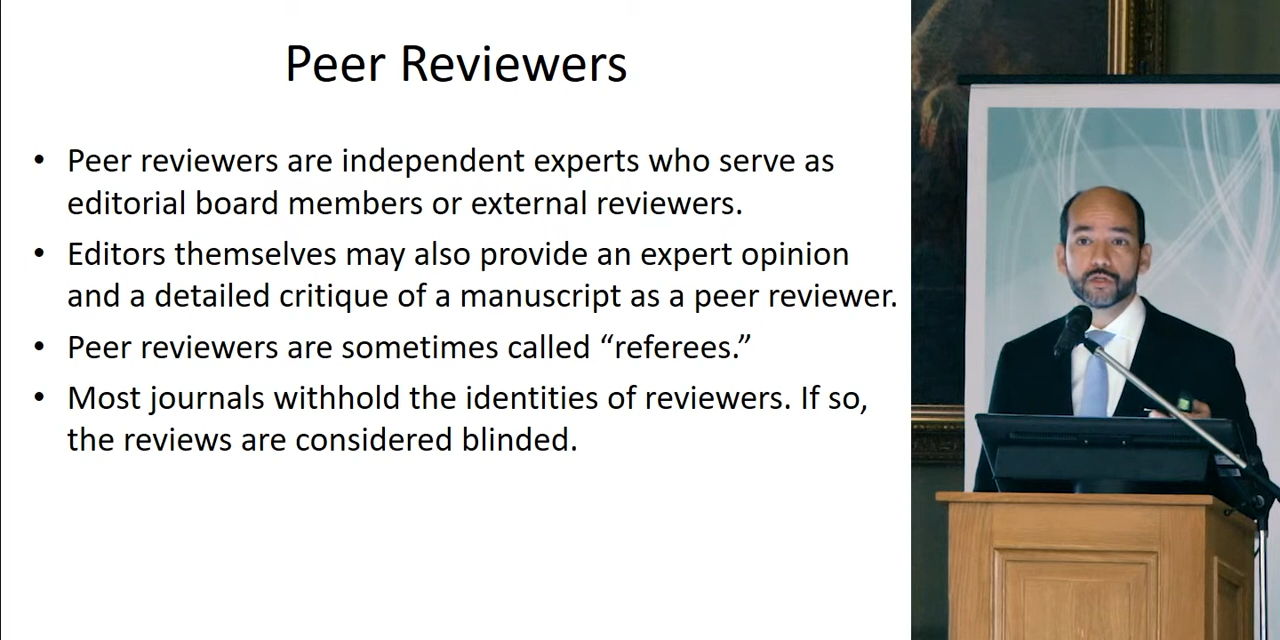 Peer Reviewers
• Peer reviewers are independent experts who serve as
editorial board members or external reviewers.
• Editors themselves may also provide an expert opinion
and a detailed critique of a manuscript as a peer reviewer.
• Peer reviewers are sometimes called “referees.”
• Most journals withhold the identities of reviewers. If so,
the reviews are considered blinded.